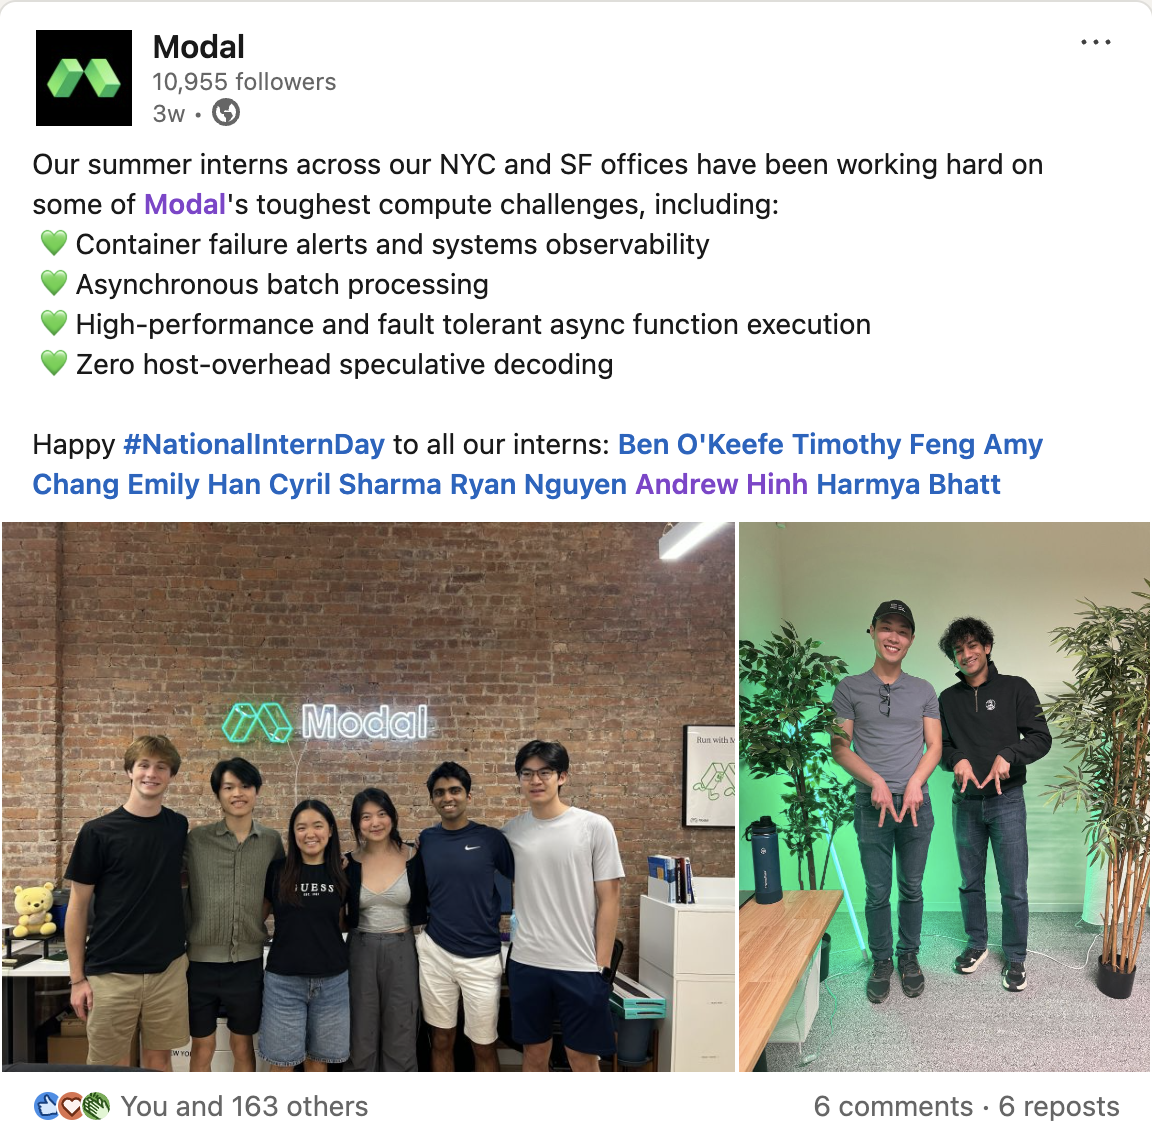 Modal
10,955 followers
3w •
Our summer interns across our NYC and SF offices have been working hard on
some of Modal's toughest compute challenges, including:
💚 Container failure alerts and systems observability
💚 Asynchronous batch processing
💚 High-performance and fault tolerant async function execution
💚 Zero host-overhead speculative decoding
Happy #NationalInternDay to all our interns: Ben O'Keefe Timothy Feng Amy
Chang Emily Han Cyril Sharma Ryan Nguyen Andrew Hinh Harmya Bhatt
Modal
Run with M
GUESS
You and 163 others
6 comments · 6 reposts